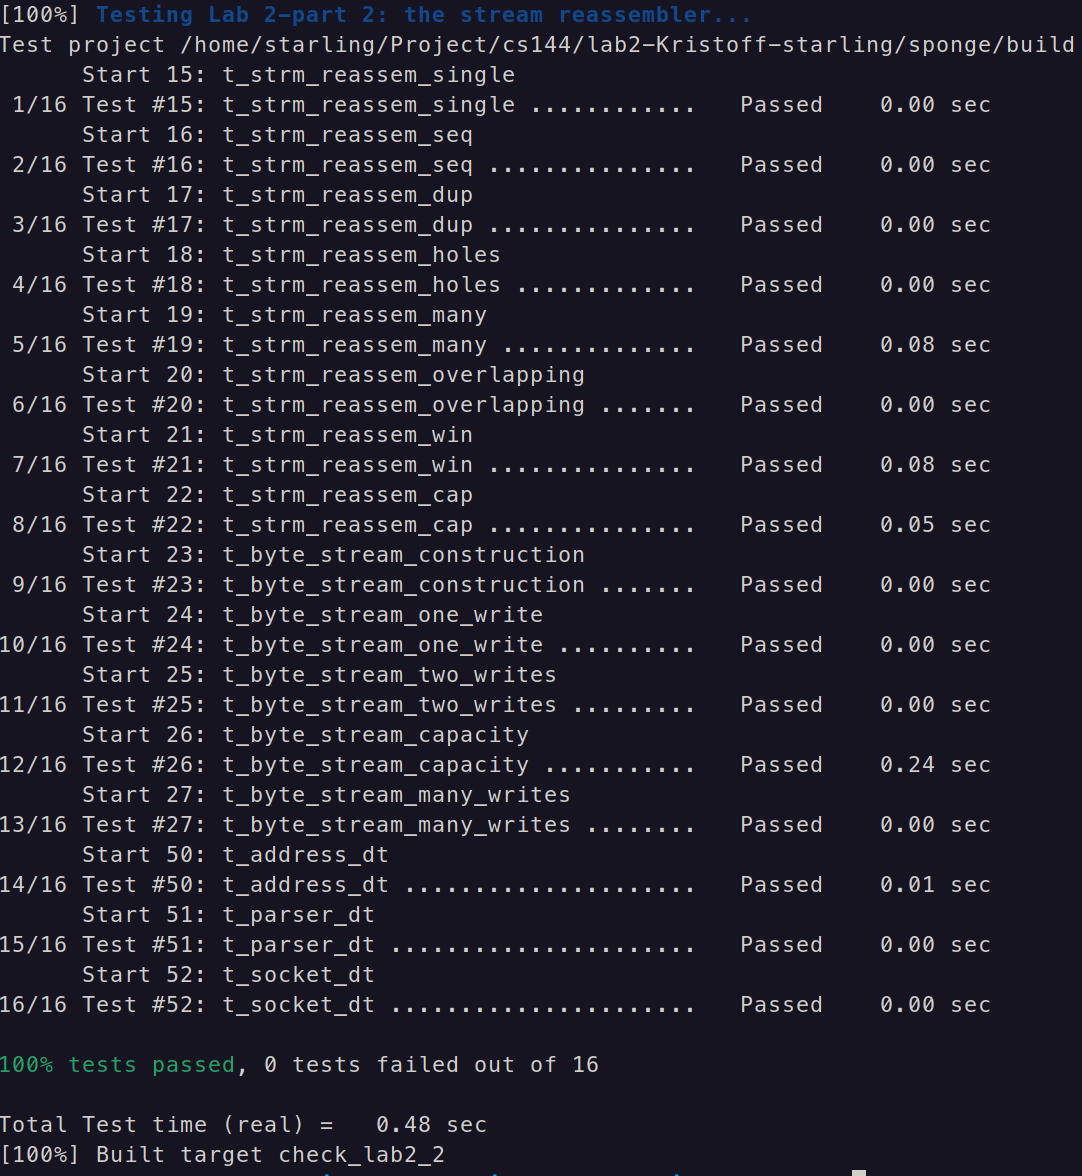 [100%] Testing Lab 2-part 2: the stream reassembler...
Test project /home/starling/Project/cs144/lab2-Kristoff-starling/sponge/build
      Start 15: t_strm_reassem_single
 1/16 Test #15: t_strm_reassem_single ............   Passed    0.00 sec
      Start 16: t_strm_reassem_seq
 2/16 Test #16: t_strm_reassem_seq ...............   Passed    0.00 sec
      Start 17: t_strm_reassem_dup
 3/16 Test #17: t_strm_reassem_dup ...............   Passed    0.00 sec
      Start 18: t_strm_reassem_holes
 4/16 Test #18: t_strm_reassem_holes .............   Passed    0.00 sec
      Start 19: t_strm_reassem_many
 5/16 Test #19: t_strm_reassem_many ..............   Passed    0.08 sec
      Start 20: t_strm_reassem_overlapping
 6/16 Test #20: t_strm_reassem_overlapping .......   Passed    0.00 sec
      Start 21: t_strm_reassem_win
 7/16 Test #21: t_strm_reassem_win ...............   Passed    0.08 sec
      Start 22: t_strm_reassem_cap
 8/16 Test #22: t_strm_reassem_cap ...............   Passed    0.05 sec
      Start 23: t_byte_stream_construction
 9/16 Test #23: t_byte_stream_construction .......   Passed    0.00 sec
      Start 24: t_byte_stream_one_write
10/16 Test #24: t_byte_stream_one_write ..........   Passed    0.00 sec
      Start 25: t_byte_stream_two_writes
11/16 Test #25: t_byte_stream_two_writes .........   Passed    0.00 sec
      Start 26: t_byte_stream_capacity
12/16 Test #26: t_byte_stream_capacity ...........   Passed    0.24 sec
      Start 27: t_byte_stream_many_writes
13/16 Test #27: t_byte_stream_many_writes ........   Passed    0.00 sec
      Start 50: t_address_dt
14/16 Test #50: t_address_dt .....................   Passed    0.01 sec
      Start 51: t_parser_dt
15/16 Test #51: t_parser_dt ......................   Passed    0.00 sec
      Start 52: t_socket_dt
16/16 Test #52: t_socket_dt ......................   Passed    0.00 sec

100% tests passed, 0 tests failed out of 16

Total Test time (real) =   0.48 sec
[100%] Built target check_lab2_2